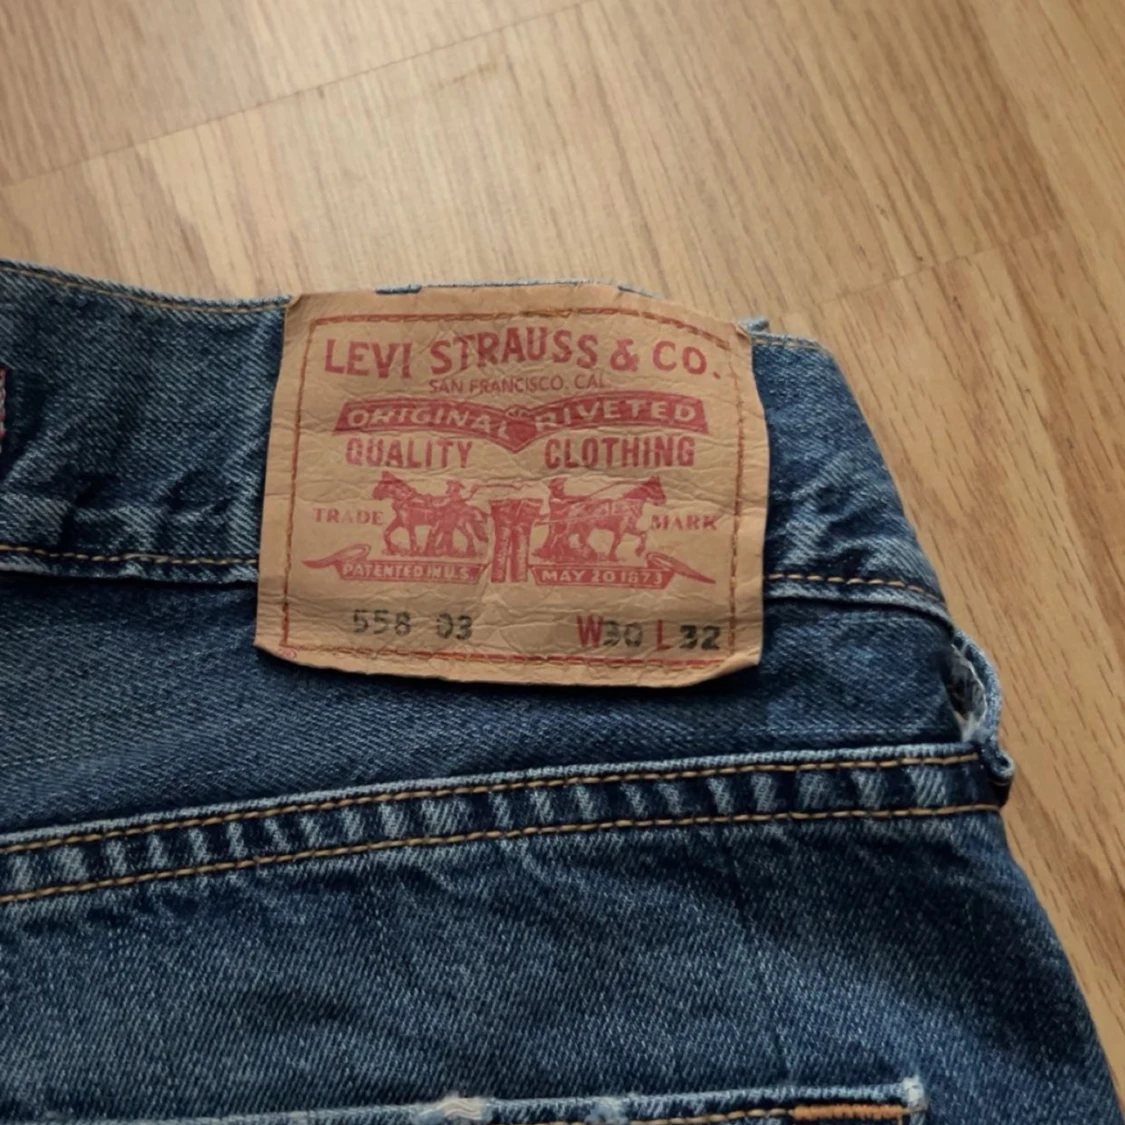 LEVI STRAUSS & CO.
SAN FRANCISCO, CAL.
ORIGINAL RIVETED
QUALITY CLOTHING
TRADE MARK
PATENTED IN U.S. MAY 20 1873
558 03 W30 L32